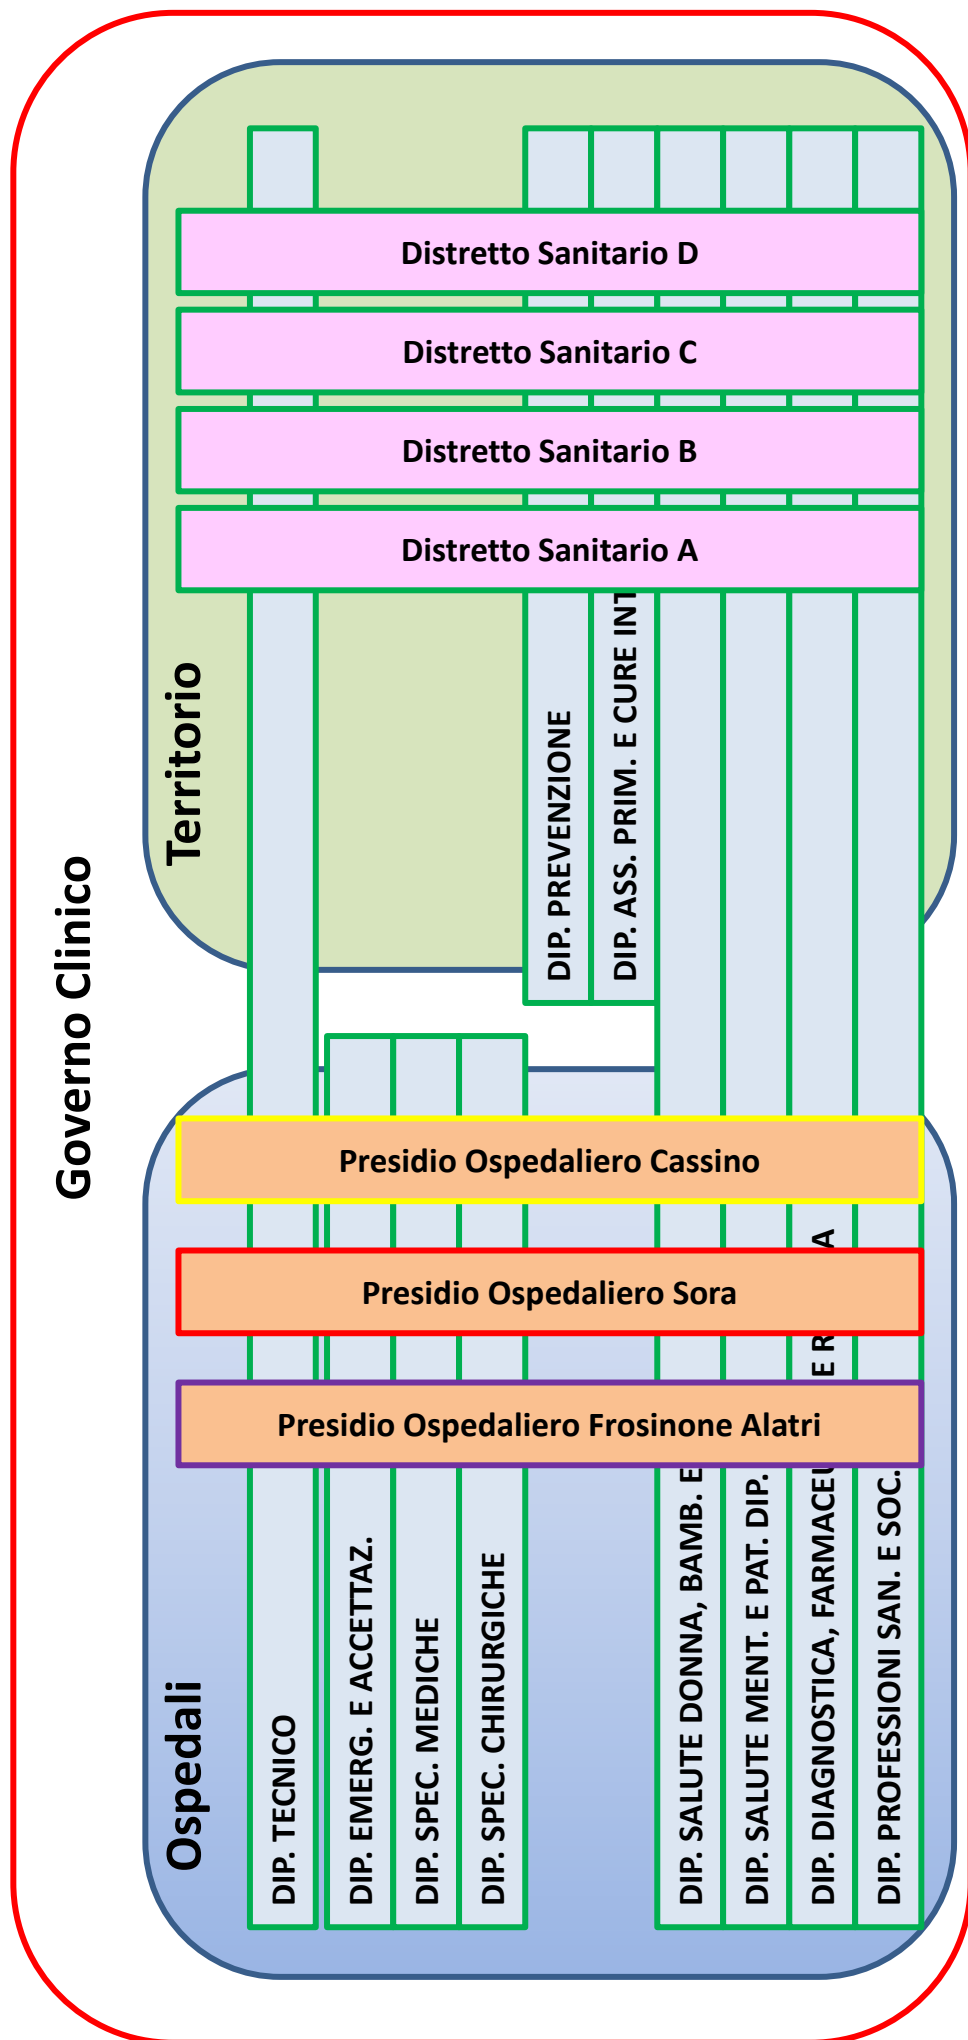 Governo Clinico
Territorio
Distretto Sanitario D
Distretto Sanitario C
Distretto Sanitario B
Distretto Sanitario A
DIP. PREVENZIONE
DIP. ASS. PRIM. E CURE INT
Ospedali
Presidio Ospedaliero Cassino
Presidio Ospedaliero Sora
Presidio Ospedaliero Frosinone Alatri
DIP. TECNICO
DIP. EMERG. E ACCETTAZ.
DIP. SPEC. MEDICHE
DIP. SPEC. CHIRURGICHE
DIP. SALUTE DONNA, BAMB. E
DIP. SALUTE MENT. E PAT. DIP.
DIP. DIAGNOSTICA, E
DIP. PROFESSIONI SAN. E SOC.